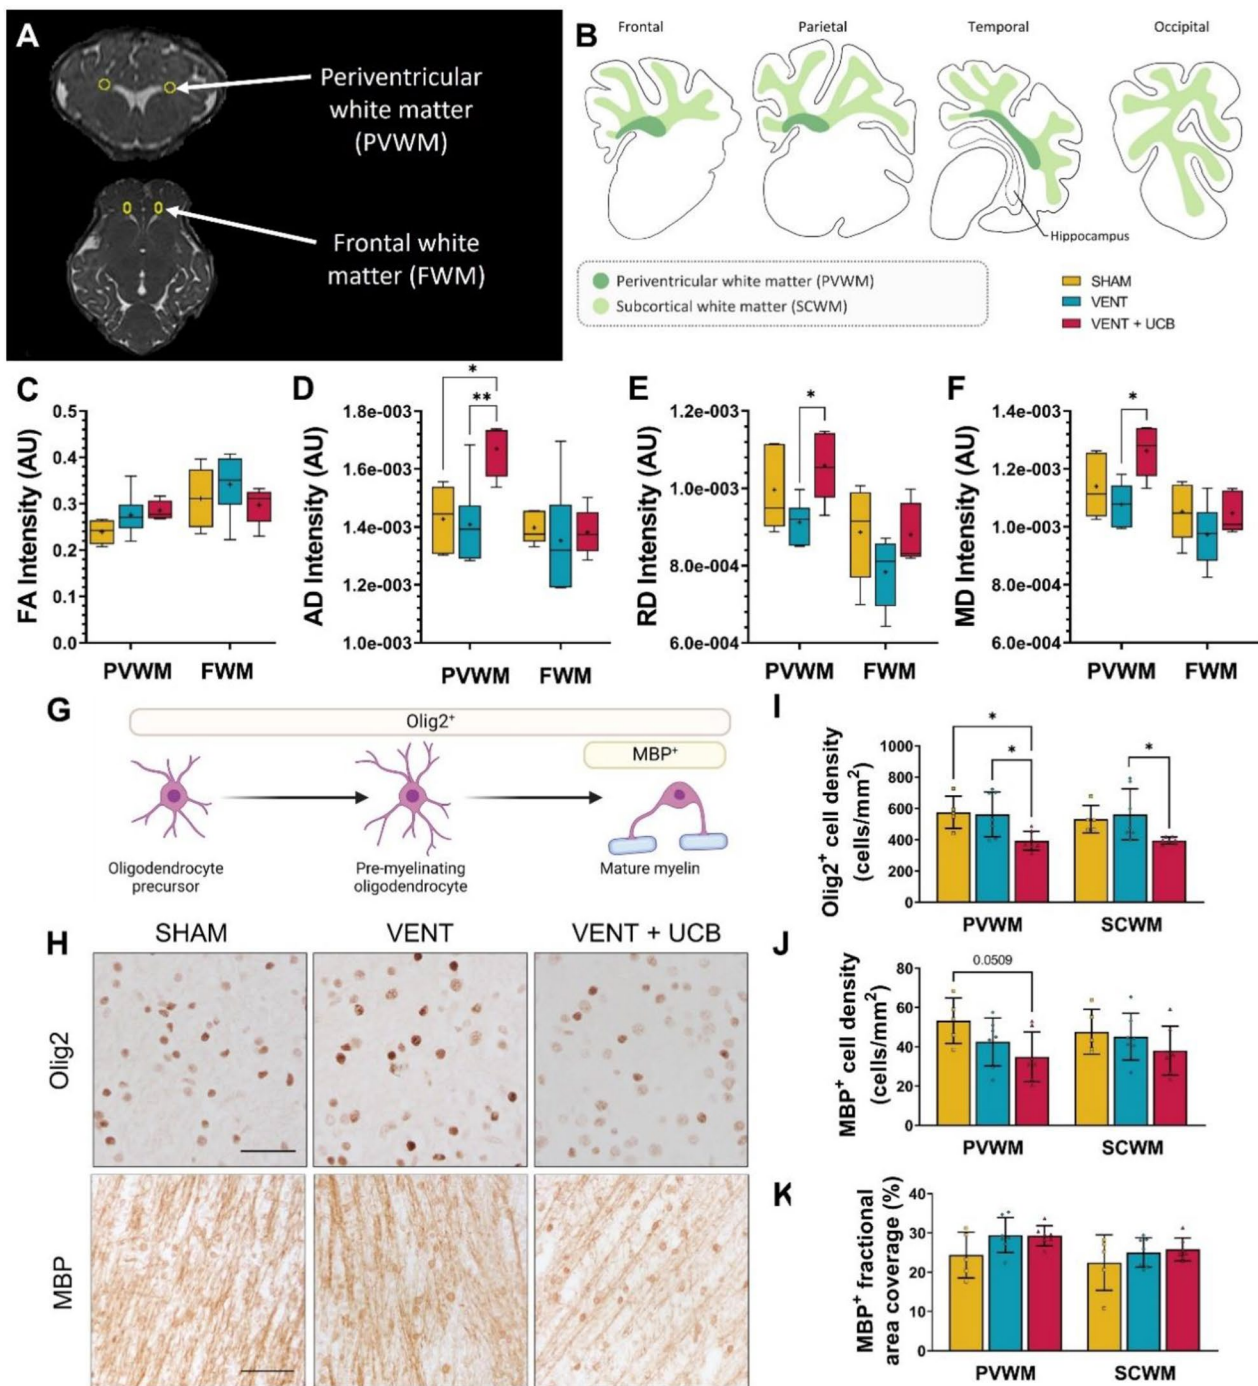 A
Periventricular
white matter
(PVWM)
Frontal white
matter (FWM)
B
Frontal
Parietal
Temporal
Occipital
Hippocampus
Periventricular white matter (PVWM)
Subcortical white matter (SCWM)
SHAM
VENT
VENT + UCB
C
FA Intensity (AU)
0.5
0.4
0.3
0.2
0.1
0.0
PVWM
FWM
D
AD Intensity (AU)
1.8e-003
1.6e-003
1.4e-003
1.2e-003
1.0e-003
*
**
PVWM
FWM
E
RD Intensity (AU)
1.2e-003
1.0e-003
8.0e-004
6.0e-004
*
PVWM
FWM
F
MD Intensity (AU)
1.4e-003
1.2e-003
1.0e-003
8.0e-004
6.0e-004
*
PVWM
FWM
G
Olig2⁺
MBP⁺
Oligodendrocyte
precursor
Pre-myelinating
oligodendrocyte
Mature myelin
H
SHAM
VENT
VENT + UCB
Olig2
MBP
I
Olig2⁺ cell density
(cells/mm²)
1000
800
600
400
200
0
*
*
*
PVWM
SCWM
J
MBP⁺ cell density
(cells/mm²)
80
60
40
20
0
0.0509
PVWM
SCWM
K
MBP⁺ fractional
area coverage (%)
40
30
20
10
0
PVWM
SCWM